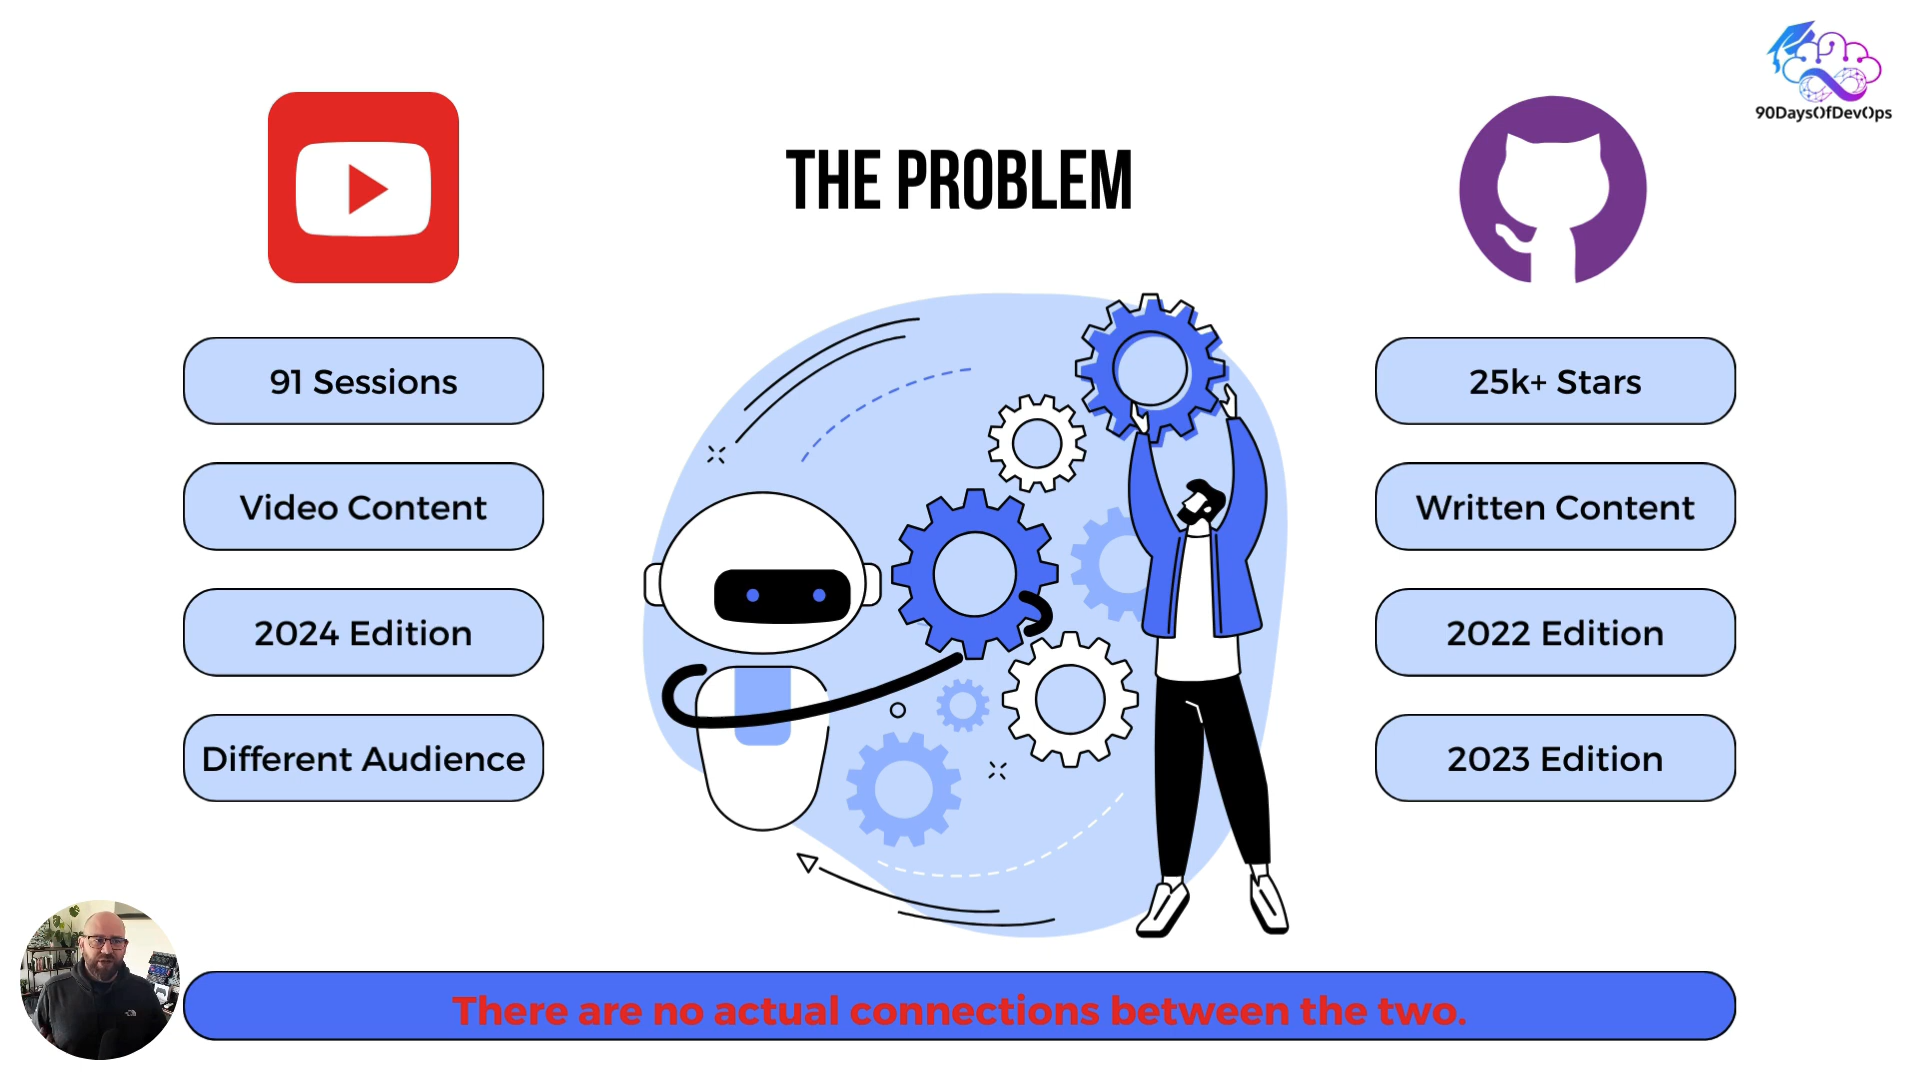 90DaysOfDevOps
THE PROBLEM
91 Sessions
Video Content
2024 Edition
Different Audience
25k+ Stars
Written Content
2022 Edition
2023 Edition
There are no actual connections between the two.